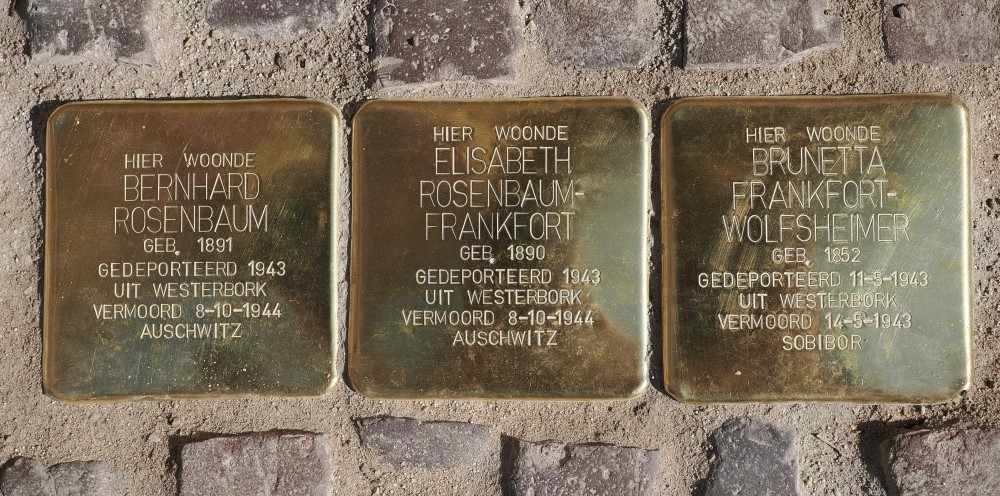 HIER WOONDE
BERNHARD
ROSENBAUM
GEB. 1891
GEDEPORTEERD 1943
UIT WESTERBORK
VERMOORD 8-10-1944
AUSCHWITZ
HIER WOONDE
ELISABETH
ROSENBAUM-
FRANKFORT
GEB. 1890
GEDEPORTEERD 1943
UIT WESTERBORK
VERMOORD 8-10-1944
AUSCHWITZ
HIER WOONDE
BRUNETTA
FRANKFORT-
WOLFSHEIMER
GEB. 1852
GEDEPORTEERD 11-5-1943
UIT WESTERBORK
VERMOORD 14-5-1943
SOBIBOR